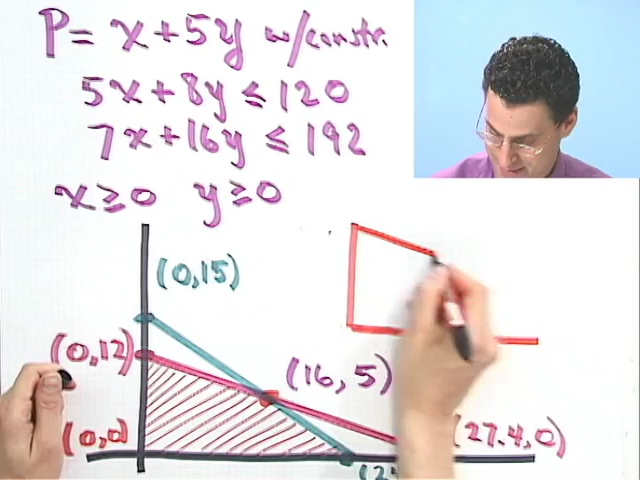 P = x + 5y w/constr.
5x + 8y ≤ 120
7x + 16y ≤ 192
x ≥ 0 y ≥ 0
(0,15)
(0,12)
(16,5)
(0,0)
(27.4,0)